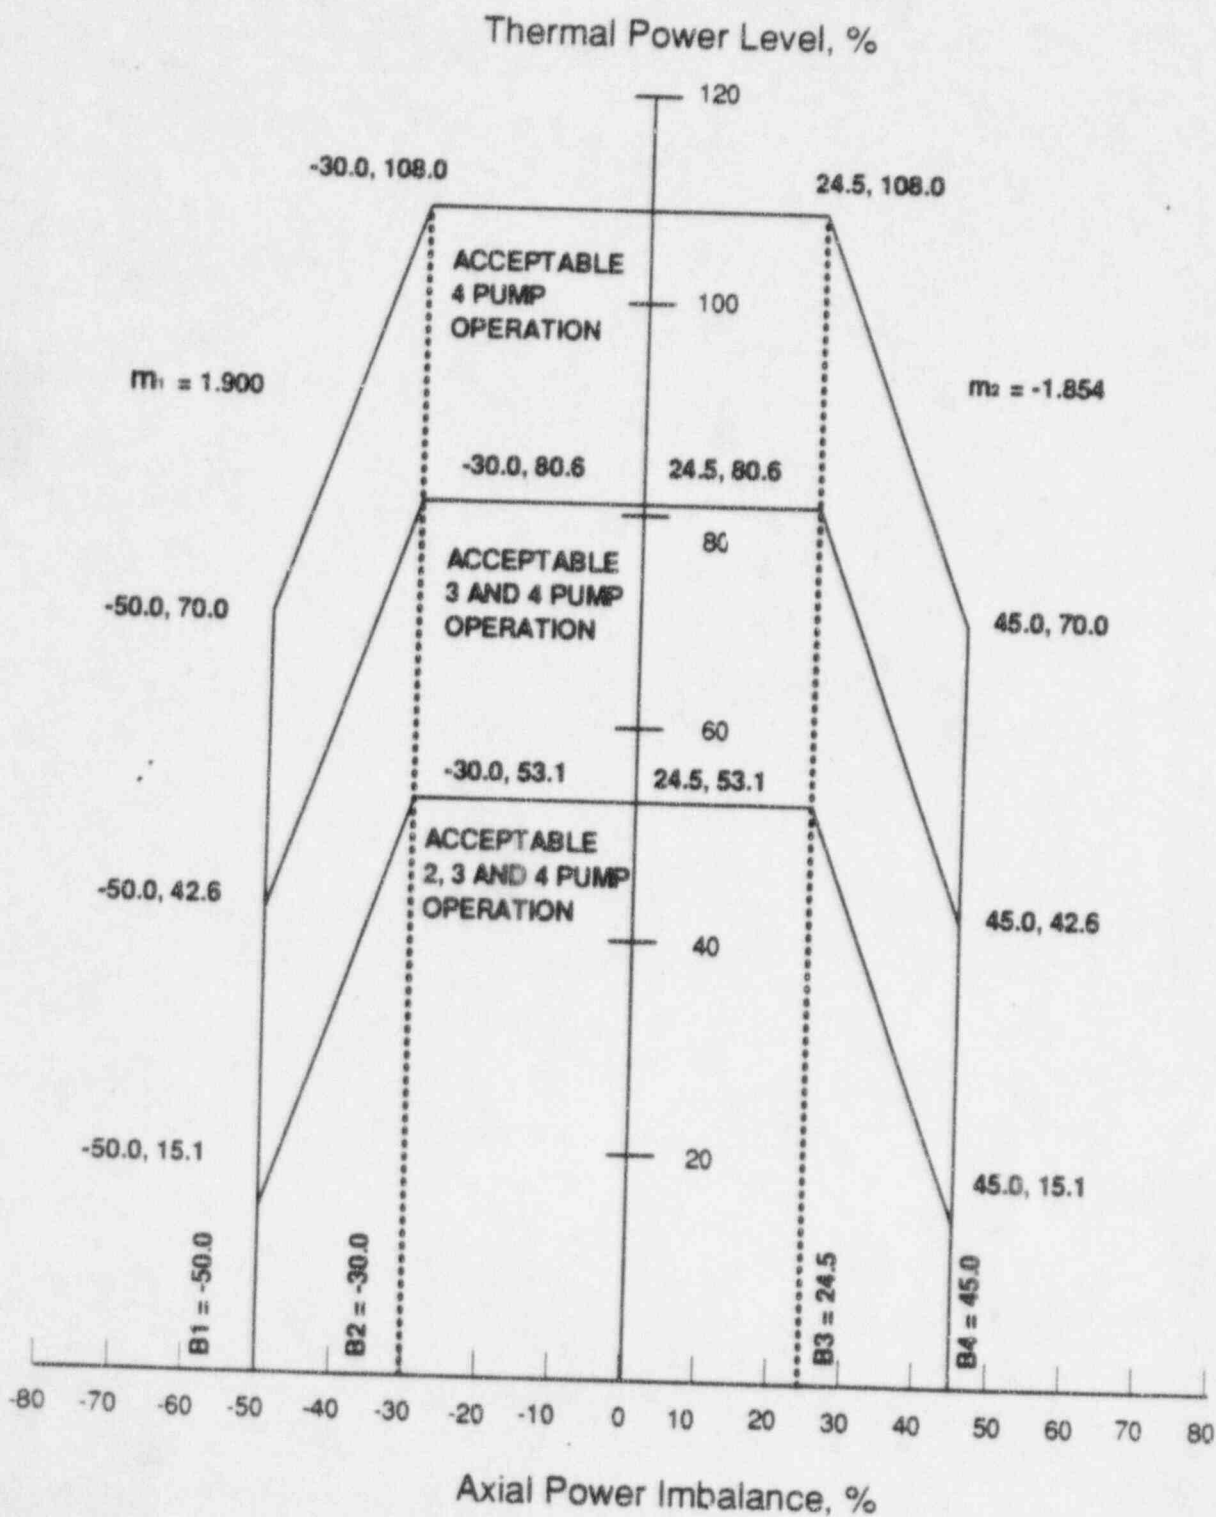 Thermal Power Level, %
120
-30.0, 108.0
24.5, 108.0
ACCEPTABLE
4 PUMP
OPERATION
100
m₁ = 1.900
m₂ = -1.854
-30.0, 80.6
24.5, 80.6
80
ACCEPTABLE
3 AND 4 PUMP
OPERATION
-50.0, 70.0
45.0, 70.0
60
-30.0, 53.1
24.5, 53.1
ACCEPTABLE
2, 3 AND 4 PUMP
OPERATION
-50.0, 42.6
45.0, 42.6
40
-50.0, 15.1
20
45.0, 15.1
B1 = -50.0
B2 = -30.0
B3 = 24.5
B4 = 45.0
-80 -70 -60 -50 -40 -30 -20 -10 0 10 20 30 40 50 60 70 80
Axial Power Imbalance, %